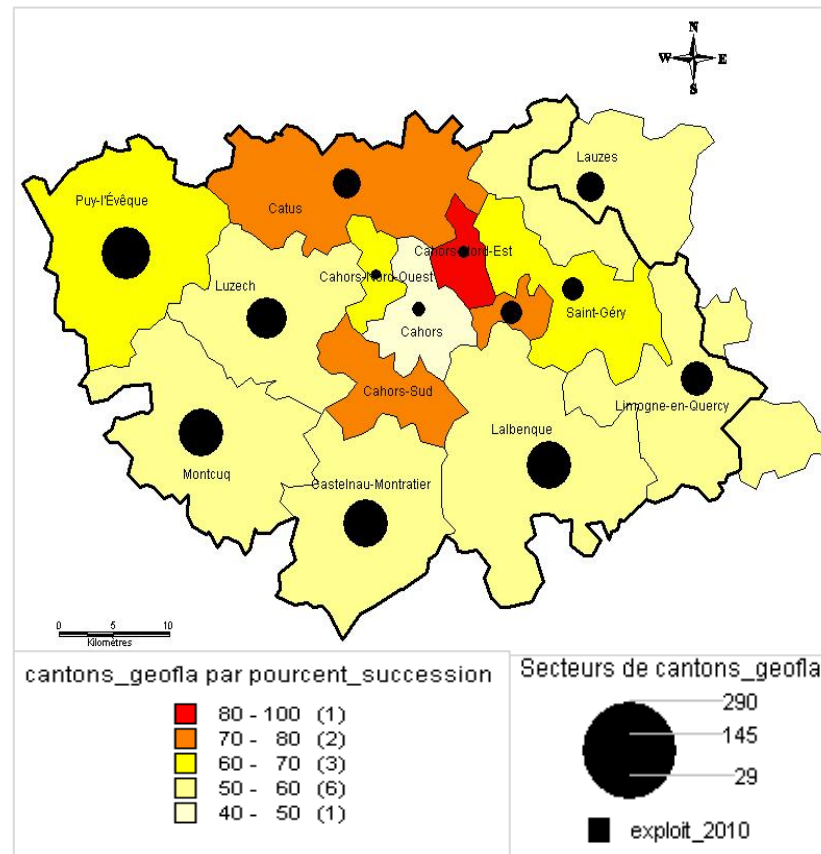 N
W E
S
Lauzes
Puy-l'Évêque
Catus
Cahors-Nord-Est
Cahors-Nord-Ouest
Luzech
Saint-Géry
Cahors
Cahors-Sud
Limogne-en-Quercy
Lalbenque
Montcuq
Castelnau-Montratier
0 5 10
Kilomètres
cantons_geofla par pourcent_succession
80 - 100 (1)
70 - 80 (2)
60 - 70 (3)
50 - 60 (6)
40 - 50 (1)
Secteurs de cantons_geofla
290
145
29
exploit_2010